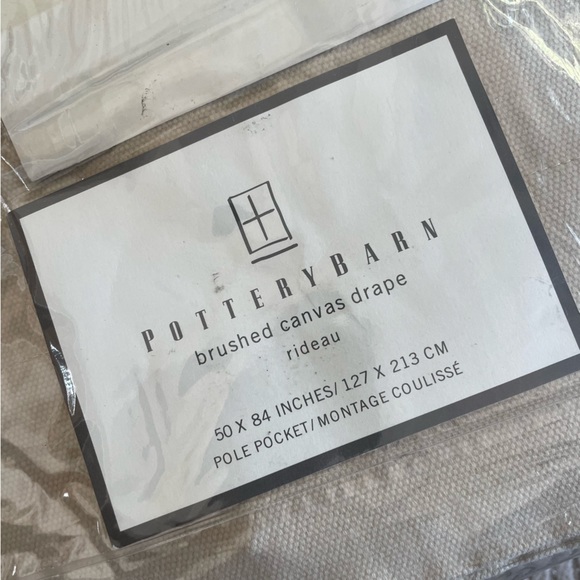 POTTERYBARN
brushed canvas drape
rideau
50 X 84 INCHES/ 127 X 213 CM
POLE POCKET/ MONTAGE COULISSÉ